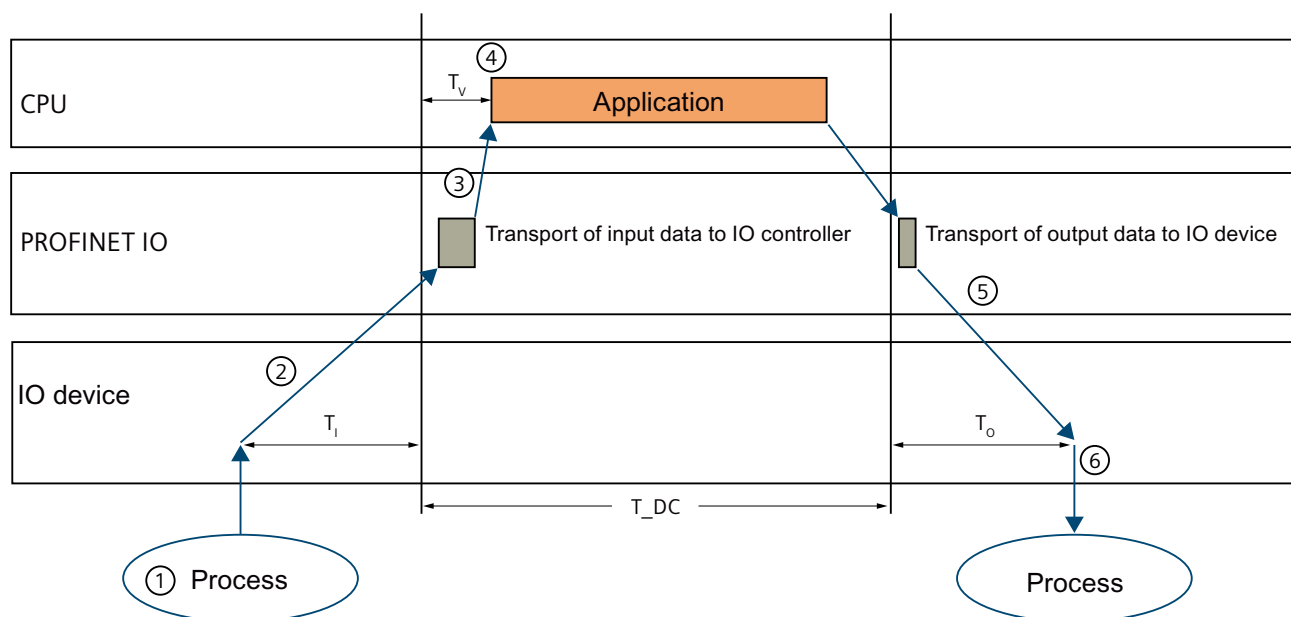 ④
CPU
T_V
Application
③
PROFINET IO
Transport of input data to IO controller
Transport of output data to IO device
⑤
②
IO device
T_I
T_O
⑥
T_DC
① Process
Process